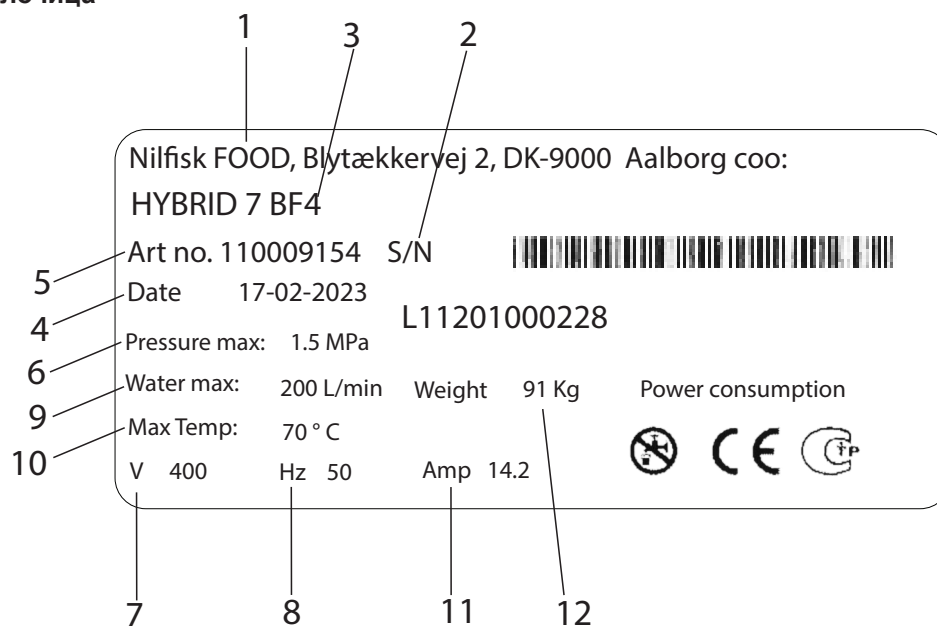 1 3 2
Nilfisk FOOD, Blytækkervej 2, DK-9000 Aalborg coo:
HYBRID 7 BF4
5 Art no. 110009154 S/N
4 Date 17-02-2023
L11201000228
6 Pressure max: 1.5 MPa
9 Water max: 200 L/min Weight 91 Kg Power consumption
10 Max Temp: 70 ° C
CE
V 400 Hz 50 Amp 14.2
7 8 11 12